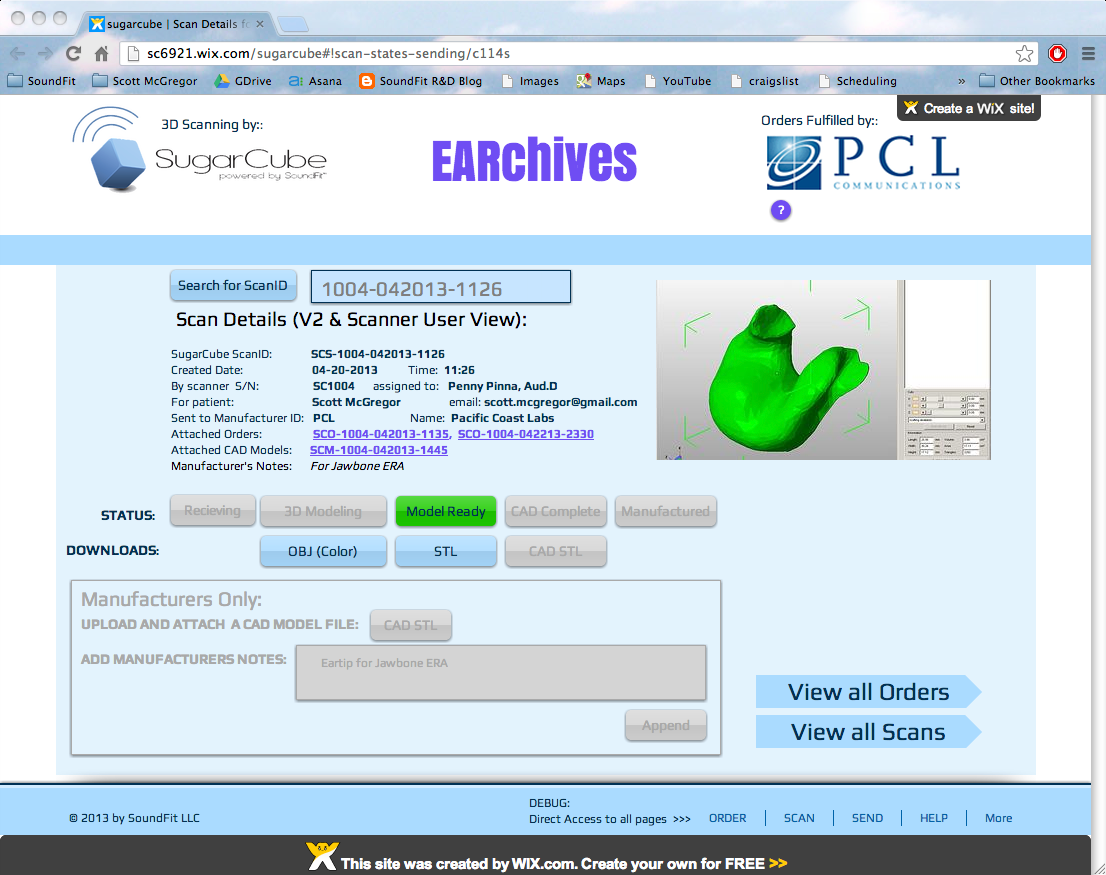 sugarcube | Scan Details fo
sc6921.wix.com/sugarcube#!scan-states-sending/c114s
SoundFit Scott McGregor GDrive Asana SoundFit R&D Blog Images Maps YouTube craigslist Scheduling » Other Bookmarks
Create a WiX site!
3D Scanning by::
Orders Fulfilled by::
SugarCube
powered by SoundFit
EARchives
PCL
COMMUNICATIONS
?
Search for ScanID 1004-042013-1126
Scan Details (V2 & Scanner User View):
SugarCube ScanID: SCS-1004-042013-1126
Created Date: 04-20-2013 Time: 11:26
By scanner S/N: SC1004 assigned to: Penny Pinna, Aud.D
For patient: Scott McGregor email: scott.mcgregor@gmail.com
Sent to Manufacturer ID: PCL Name: Pacific Coast Labs
Attached Orders: SCO-1004-042013-1135, SCO-1004-042213-2330
Attached CAD Models: SCM-1004-042013-1445
Manufacturer's Notes: For Jawbone ERA
STATUS: Recieving 3D Modeling Model Ready CAD Complete Manufactured
DOWNLOADS: OBJ (Color) STL CAD STL
Manufacturers Only:
UPLOAD AND ATTACH A CAD MODEL FILE: CAD STL
ADD MANUFACTURERS NOTES: Eartip for Jawbone ERA
Append
View all Orders
View all Scans
© 2013 by SoundFit LLC
DEBUG:
Direct Access to all pages >>> ORDER SCAN SEND HELP More
This site was created by WIX.com. Create your own for FREE >>